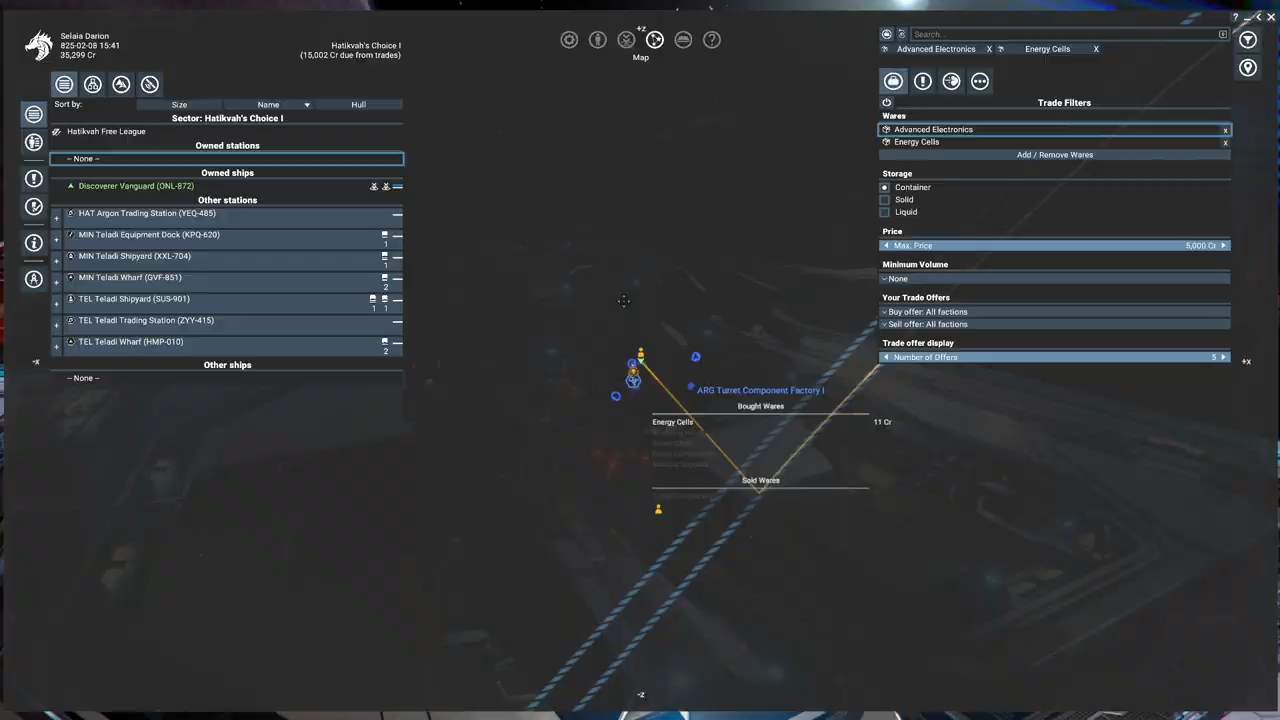 Selaia Darion
825-02-08 15:41
35,299 Cr
Hatikvah's Choice I
(15,002 Cr due from trades)
+Z
Map
? _ < X
Search...
Advanced Electronics X Energy Cells X
Sort by: Size Name Hull
Sector: Hatikvah's Choice I
Hatikvah Free League
Owned stations
-- None --
Owned ships
Discoverer Vanguard (ONL-872)
Other stations
+ HAT Argon Trading Station (YEQ-485)
+ MIN Teladi Equipment Dock (KPQ-620) 1
+ MIN Teladi Shipyard (XXL-704) 1
+ MIN Teladi Wharf (GVF-851) 2
+ TEL Teladi Shipyard (SUS-901) 1 1
+ TEL Teladi Trading Station (ZYY-415)
+ TEL Teladi Wharf (HMP-010) 2
Other ships
-- None --
-X
+X
ARG Turret Component Factory I
Bought Wares
Energy Cells 11 Cr
Sold Wares
-Z
Trade Filters
Wares
Advanced Electronics x
Energy Cells x
Add / Remove Wares
Storage
Container
Solid
Liquid
Price
Max. Price 5,000 Cr
Minimum Volume
None
Your Trade Offers
Buy offer: All factions
Sell offer: All factions
Trade offer display
Number of Offers 5